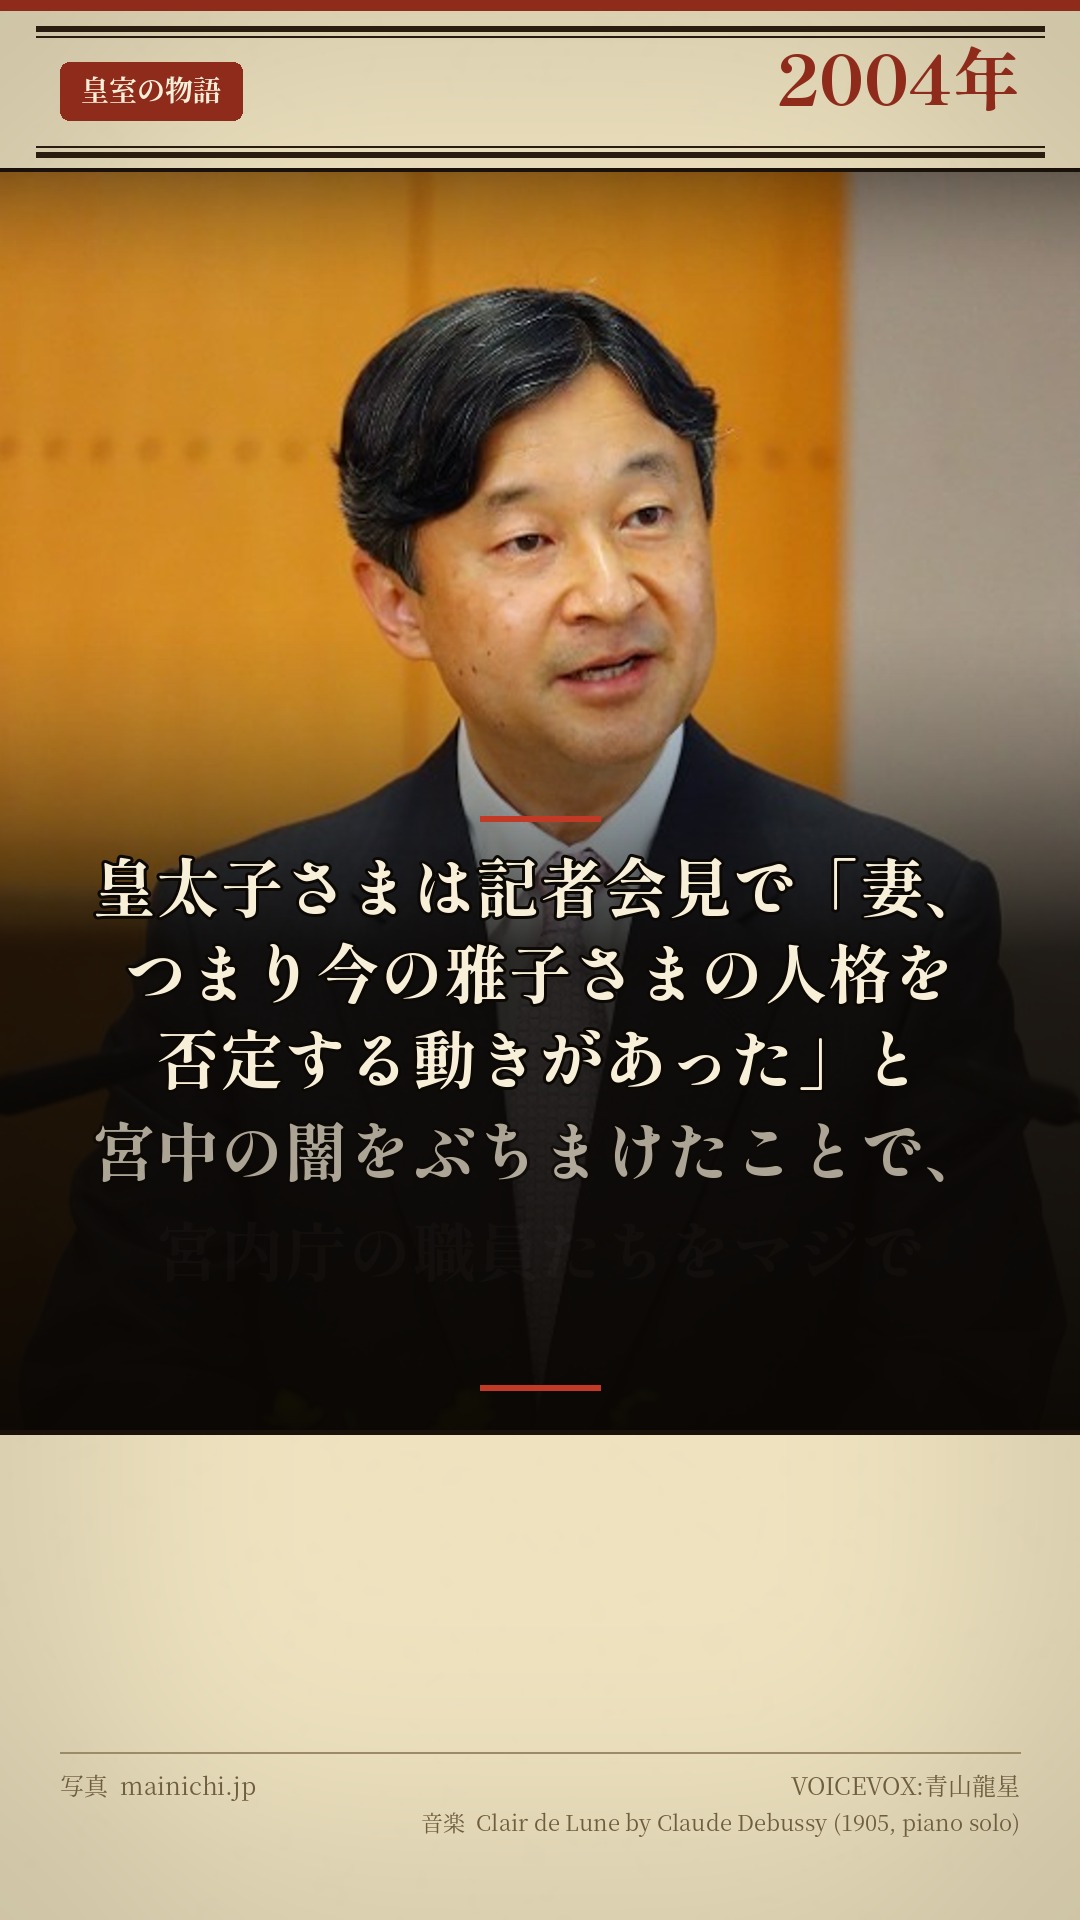 皇室の物語
2004年
皇太子さまは記者会見で「妻、
つまり今の雅子さまの人格を
否定する動きがあった」と
宮中の闇をぶちまけたことで、
宮内庁の職員たちをマジで
写真 mainichi.jp
VOICEVOX:青山龍星
音楽 Clair de Lune by Claude Debussy (1905, piano solo)